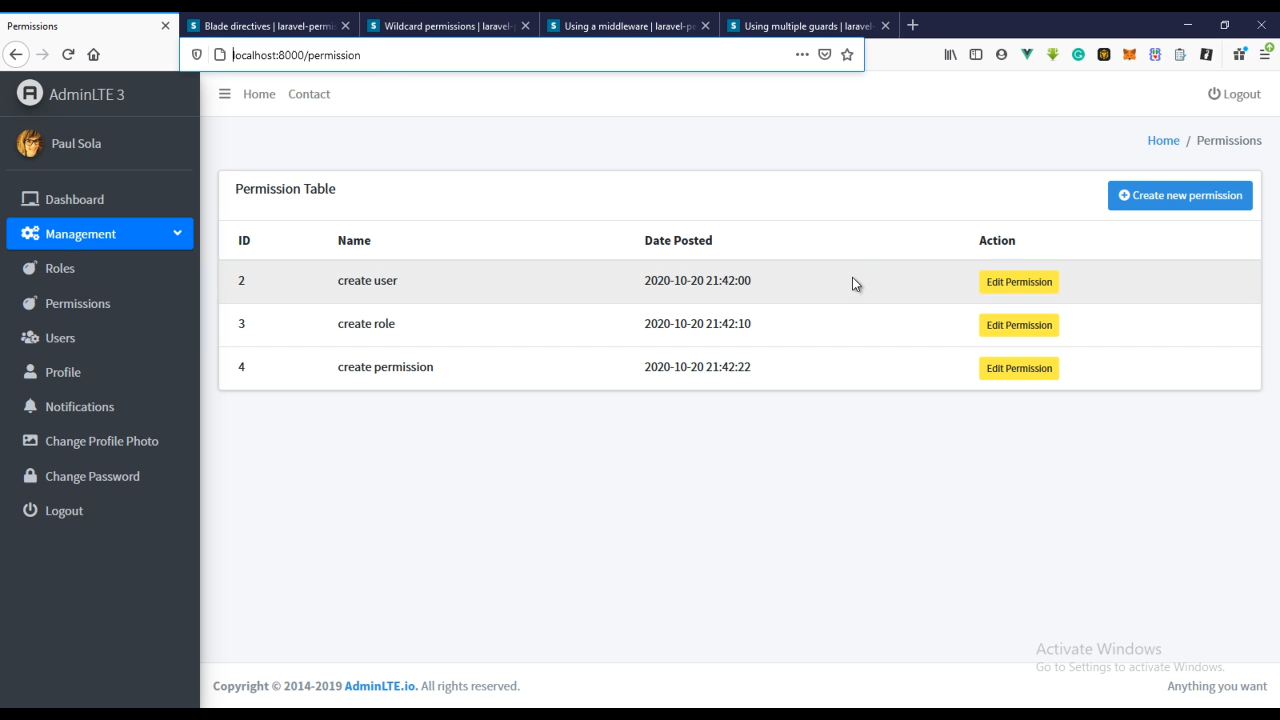 Permissions
Blade directives | laravel-permis
Wildcard permissions | laravel-
Using a middleware | laravel-pe
Using multiple guards | laravel-
localhost:8000/permission
AdminLTE 3
Home
Contact
Logout
Paul Sola
Home / Permissions
Dashboard
Management
Roles
Permissions
Users
Profile
Notifications
Change Profile Photo
Change Password
Logout
Permission Table
Create new permission
ID Name Date Posted Action
2 create user 2020-10-20 21:42:00 Edit Permission
3 create role 2020-10-20 21:42:10 Edit Permission
4 create permission 2020-10-20 21:42:22 Edit Permission
Activate Windows
Go to Settings to activate Windows.
Copyright © 2014-2019 AdminLTE.io. All rights reserved.
Anything you want